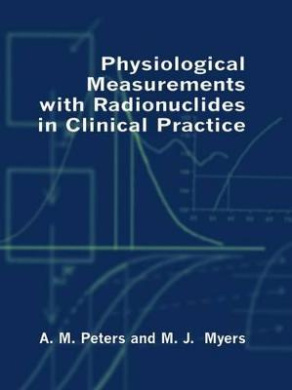 Physiological
Measurements
with Radionuclides
in Clinical Practice
A. M. Peters and M. J. Myers